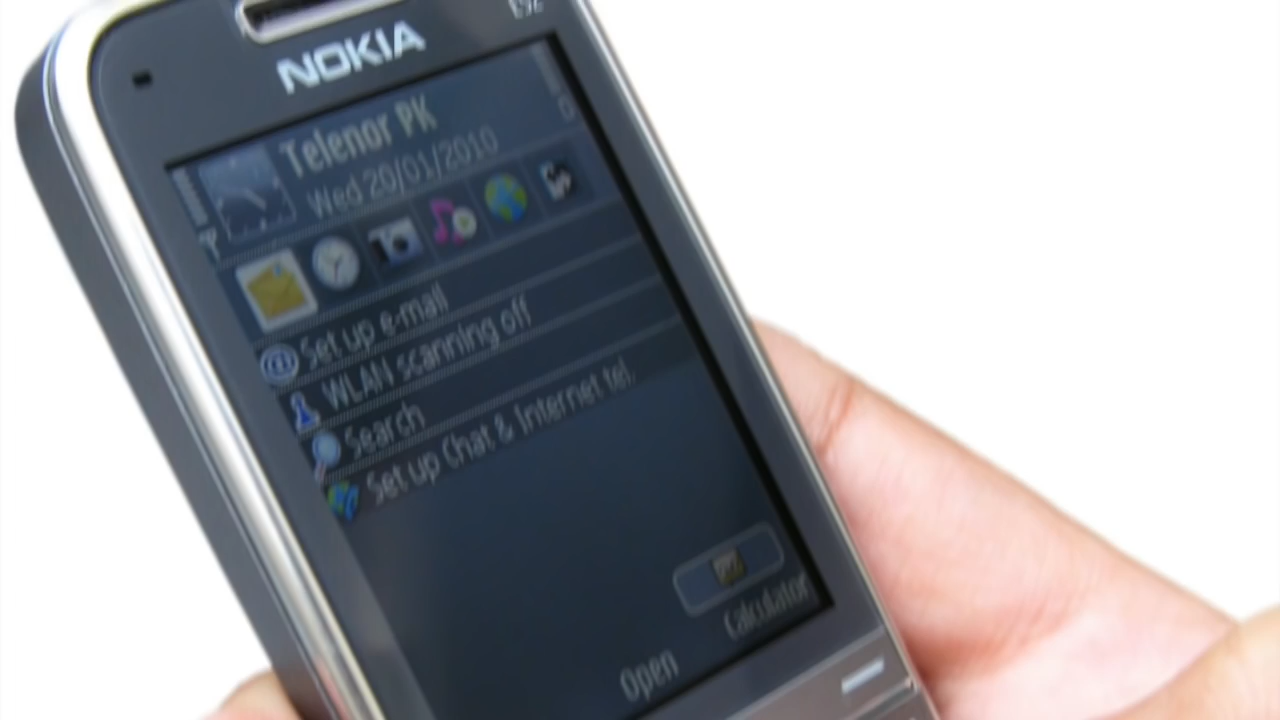 E52
NOKIA
Telenor PK
Wed 20/01/2010
Set up e-mail
WLAN scanning off
Search
Set up Chat & Internet tel.
Calculator
Open